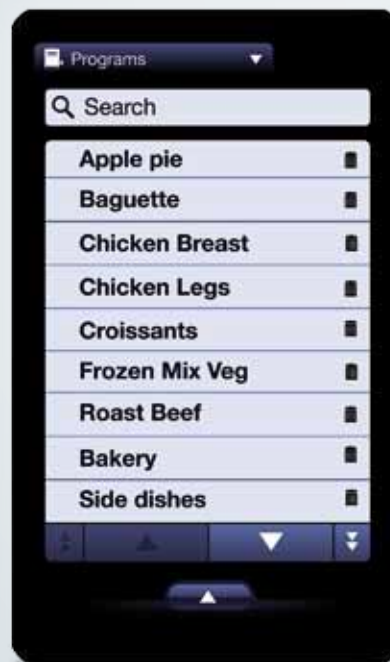 Programs
Search
Apple pie
Baguette
Chicken Breast
Chicken Legs
Croissants
Frozen Mix Veg
Roast Beef
Bakery
Side dishes